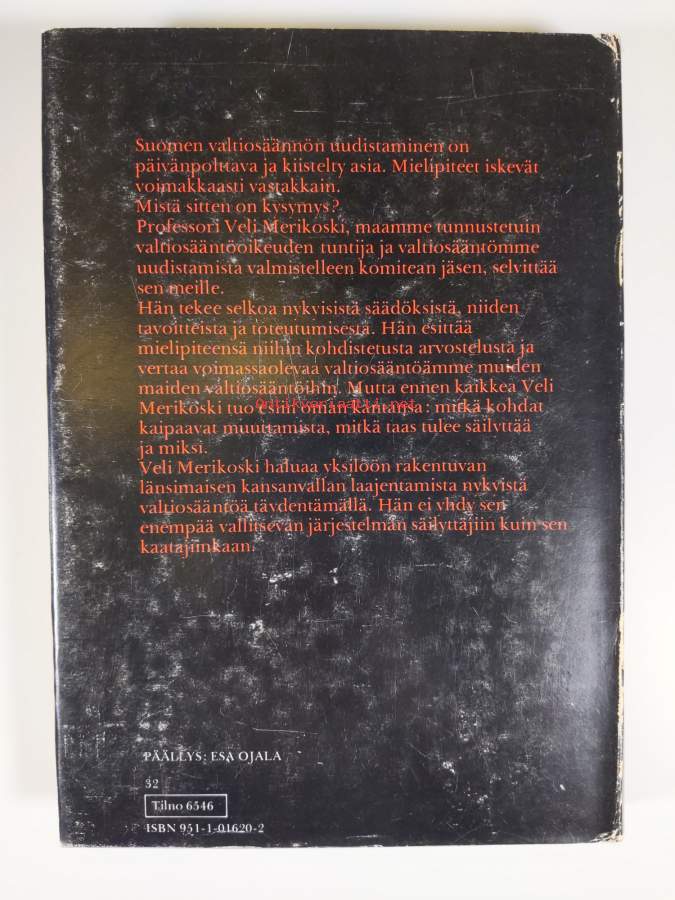 Suomen valtiosäännön uudistaminen on
päivänpolttava ja kiistelty asia. Mielipiteet iskevät
voimakkaasti vastakkain.
Mistä sitten on kysymys?
Professori Veli Merikoski, maamme tunnustetuin
valtiosääntöoikeuden tuntija ja valtiosääntömme
uudistamista valmistelleen komitean jäsen, selvittää
sen meille.
Hän tekee selkoa nykyisistä säädöksistä, niiden
tavoitteista ja toteutumisesta. Hän esittää
mielipiteensä niihin kohdistetusta arvostelusta ja
vertaa voimassaolevaa valtiosääntöämme muiden
maiden valtiosääntöihin. Mutta ennen kaikkea Veli
Antikvariaatti.net
Merikoski tuo esiin oman kantansa: mitkä kohdat
kaipaavat muuttamista, mitkä taas tulee säilyttää
ja miksi.
Veli Merikoski haluaa yksilöön rakentuvan
länsimaisen kansanvallan laajentamista nykyistä
valtiosääntöä täydentämällä. Hän ei yhdy sen
enempää vallitsevan järjestelmän säilyttäjiin kuin sen
kaatajiinkaan.
PÄÄLLYS: ESA OJALA
32
Tilno 6546
ISBN 951-1-01620-2